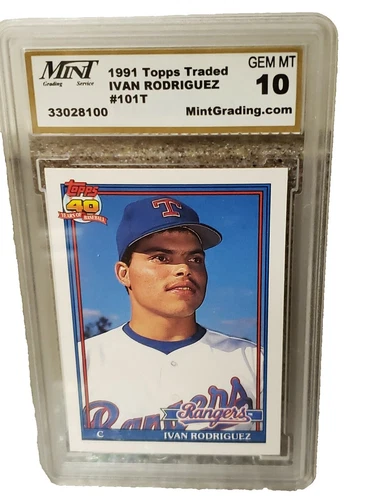 MINT
Grading Service
33028100
1991 Topps Traded
IVAN RODRIGUEZ
#101T
GEM MT
10
MintGrading.com
Topps
40
YEARS OF BASEBALL
T
Rangers
Rangers
C
IVAN RODRIGUEZ